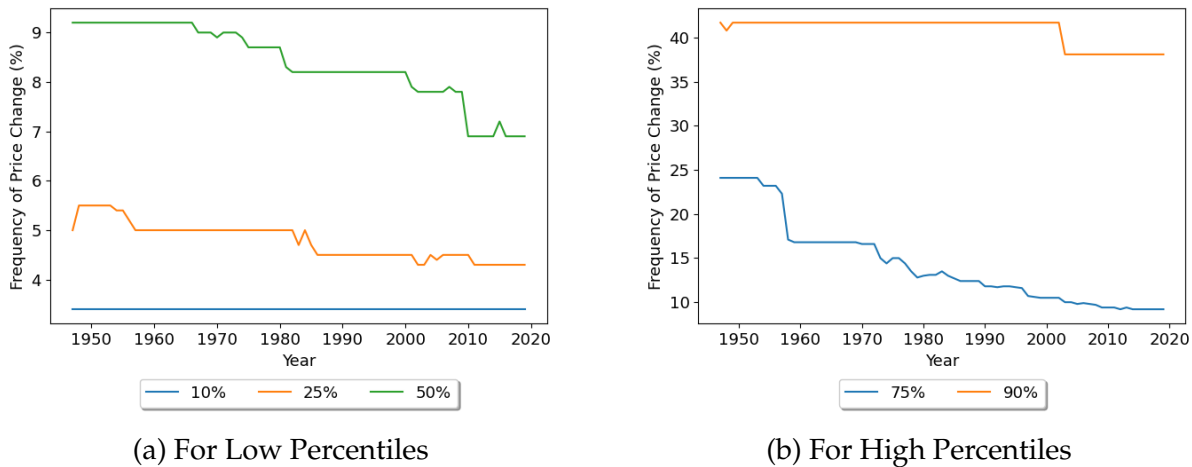 9
8
7
6
5
4
Frequency of Price Change (%)
1950 1960 1970 1980 1990 2000 2010 2020
Year
10% 25% 50%
(a) For Low Percentiles
40
35
30
25
20
15
10
Frequency of Price Change (%)
1950 1960 1970 1980 1990 2000 2010 2020
Year
75% 90%
(b) For High Percentiles